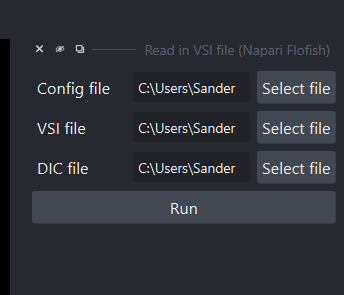 Read in VSI file (Napari Flofish)
Config file C:\Users\Sander Select file
VSI file C:\Users\Sander Select file
DIC file C:\Users\Sander Select file
Run